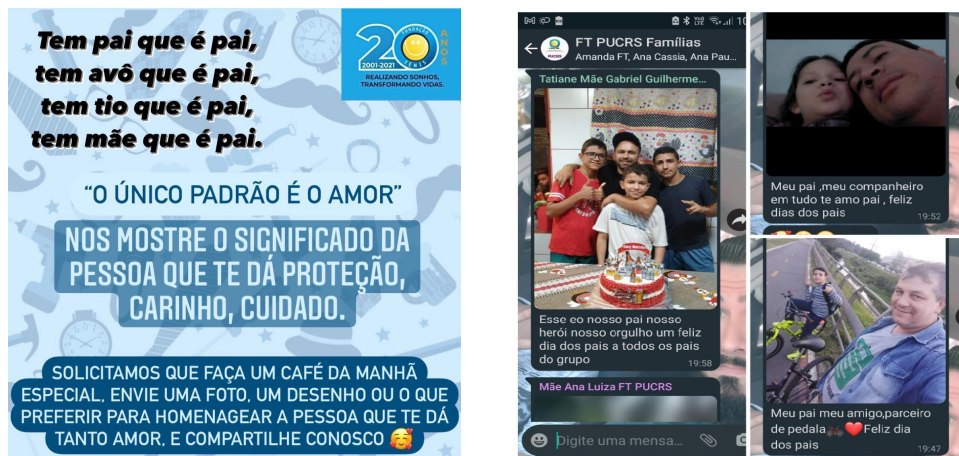 Tem pai que é pai,
tem avô que é pai,
tem tio que é pai,
tem mãe que é pai.
20 ANOS
FUNDAÇÃO
TÊNIS
2001-2021
REALIZANDO SONHOS,
TRANSFORMANDO VIDAS.
“O ÚNICO PADRÃO É O AMOR”
NOS MOSTRE O SIGNIFICADO DA
PESSOA QUE TE DÁ PROTEÇÃO,
CARINHO, CUIDADO.
SOLICITAMOS QUE FAÇA UM CAFÉ DA MANHÃ
ESPECIAL, ENVIE UMA FOTO, UM DESENHO OU O QUE
PREFERIR PARA HOMENAGEAR A PESSOA QUE TE DÁ
TANTO AMOR, E COMPARTILHE CONOSCO 🥰
FT PUCRS Famílias
Amanda FT, Ana Cassia, Ana Pau...
Tatiane Mãe Gabriel Guilherme...
Esse eo nosso pai nosso
herói nosso orgulho um feliz
dia dos pais a todos os pais
do grupo
19:58
Mãe Ana Luiza FT PUCRS
Digite uma mensa...
Meu pai ,meu companheiro
em tudo te amo pai , feliz
dias dos pais
19:52
Meu pai meu amigo,parceiro
de pedala🚲❤️Feliz dia
dos pais
19:47